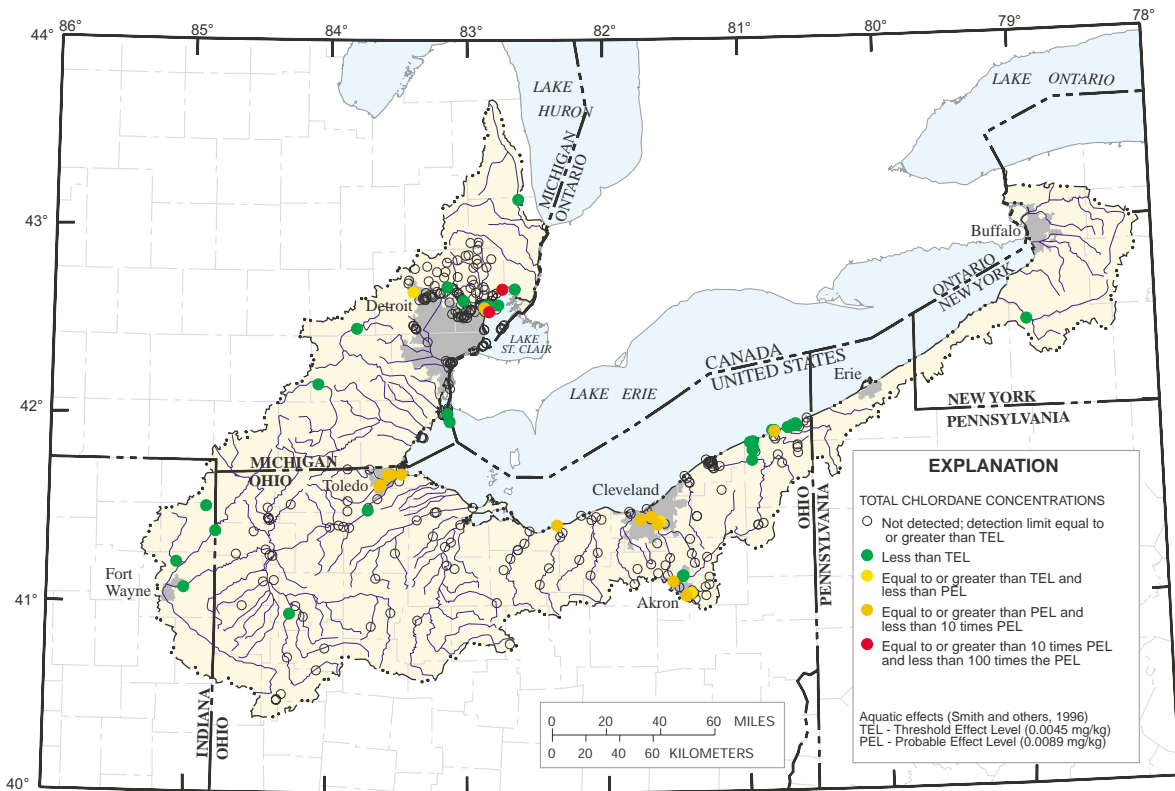 86°
85°
84°
83°
82°
81°
80°
79°
78°
44°
43°
42°
41°
40°
LAKE
HURON
LAKE ONTARIO
MICHIGAN
ONTARIO
Buffalo
ONTARIO
NEW YORK
Detroit
LAKE
ST. CLAIR
CANADA
UNITED STATES
LAKE ERIE
Erie
NEW YORK
PENNSYLVANIA
MICHIGAN
OHIO
Toledo
Cleveland
OHIO
PENNSYLVANIA
Fort
Wayne
Akron
INDIANA
OHIO
EXPLANATION
TOTAL CHLORDANE CONCENTRATIONS
Not detected; detection limit equal to
or greater than TEL
Less than TEL
Equal to or greater than TEL and
less than PEL
Equal to or greater than PEL and
less than 10 times PEL
Equal to or greater than 10 times PEL
and less than 100 times the PEL
Aquatic effects (Smith and others, 1996)
TEL - Threshold Effect Level (0.0045 mg/kg)
PEL - Probable Effect Level (0.0089 mg/kg)
0 20 40 60 MILES
0 20 40 60 KILOMETERS